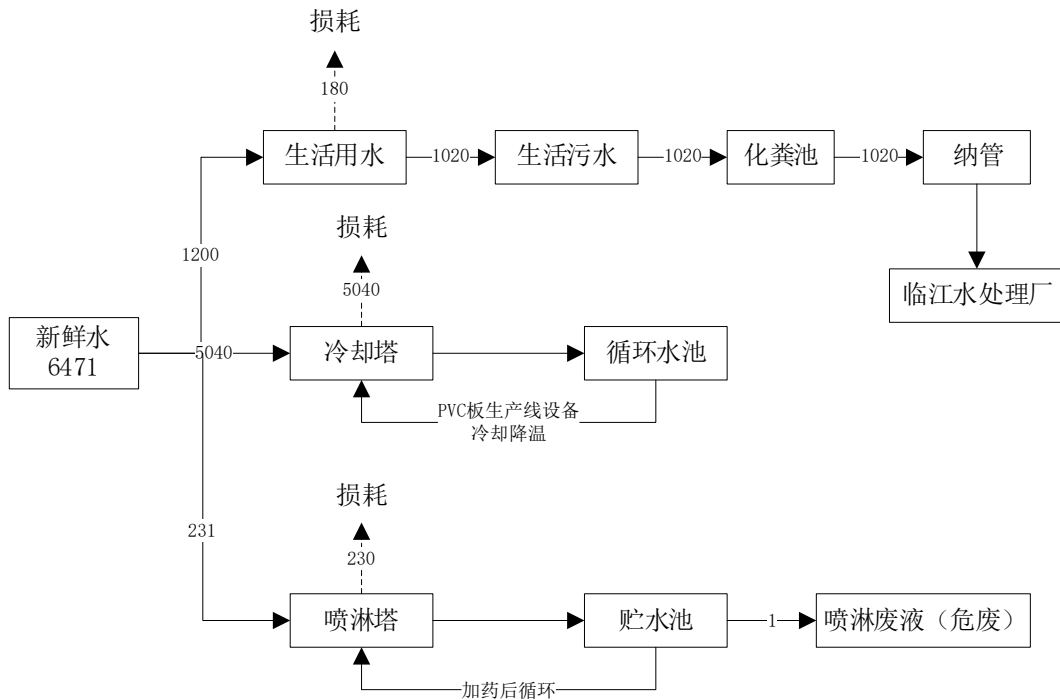 损耗
180
生活用水
1020
生活污水
1020
化粪池
1020
纳管
临江水处理厂
1200
损耗
5040
新鲜水
6471
5040
冷却塔
循环水池
PVC板生产线设备
冷却降温
231
损耗
230
喷淋塔
贮水池
1
喷淋废液（危废）
加药后循环